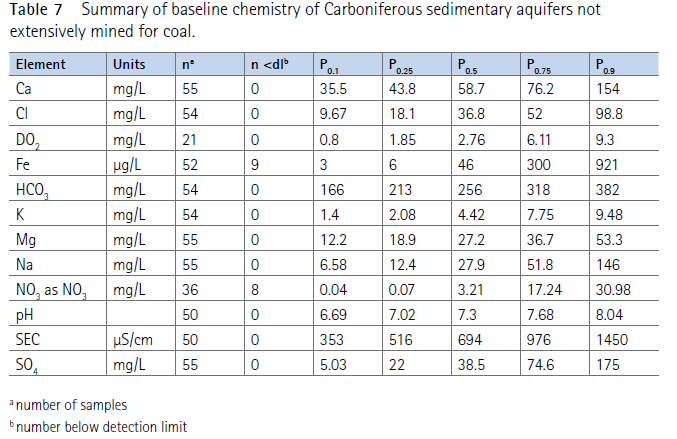 Table 7 Summary of baseline chemistry of Carboniferous sedimentary aquifers not
extensively mined for coal.
Element Units nᵃ n <dlᵇ P0.1 P0.25 P0.5 P0.75 P0.9
Ca mg/L 55 0 35.5 43.8 58.7 76.2 154
Cl mg/L 54 0 9.67 18.1 36.8 52 98.8
DO₂ mg/L 21 0 0.8 1.85 2.76 6.11 9.3
Fe µg/L 52 9 3 6 46 300 921
HCO₃ mg/L 54 0 166 213 256 318 382
K mg/L 54 0 1.4 2.08 4.42 7.75 9.48
Mg mg/L 55 0 12.2 18.9 27.2 36.7 53.3
Na mg/L 55 0 6.58 12.4 27.9 51.8 146
NO₃ as NO₃ mg/L 36 8 0.04 0.07 3.21 17.24 30.98
pH 50 0 6.69 7.02 7.3 7.68 8.04
SEC µS/cm 50 0 353 516 694 976 1450
SO₄ mg/L 55 0 5.03 22 38.5 74.6 175
ᵃ number of samples
ᵇ number below detection limit